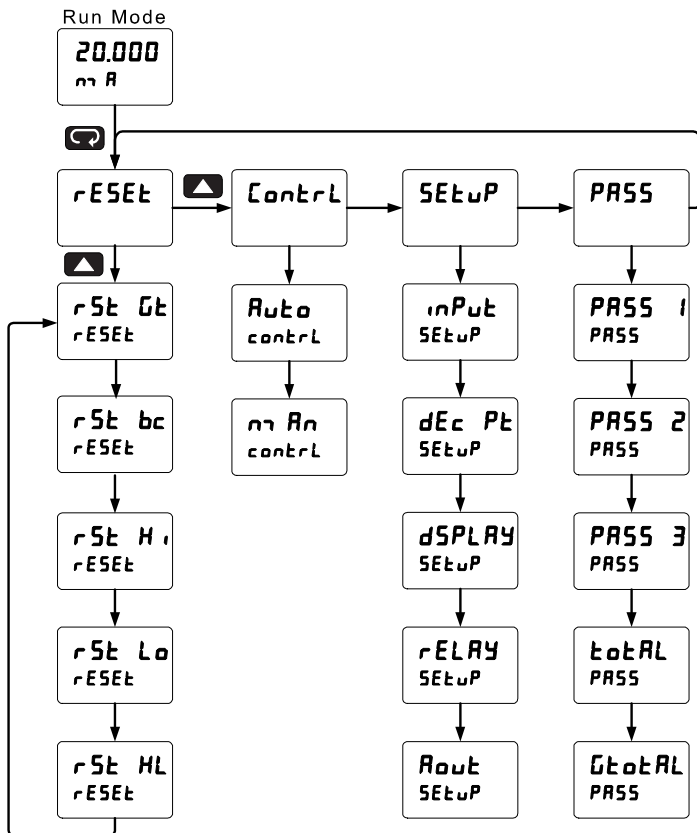 Run Mode
20.000
mA
rESEt
ContrL
SEtuP
PASS
rSt Gt
rESEt
Auto
contrL
inPut
SEtuP
PASS 1
PASS
rSt bc
rESEt
mAn
contrL
dEc Pt
SEtuP
PASS 2
PASS
rSt Hi
rESEt
dSPLAY
SEtuP
PASS 3
PASS
rSt Lo
rESEt
rELAY
SEtuP
totAL
PASS
rSt HL
rESEt
Aout
SEtuP
GtotAL
PASS